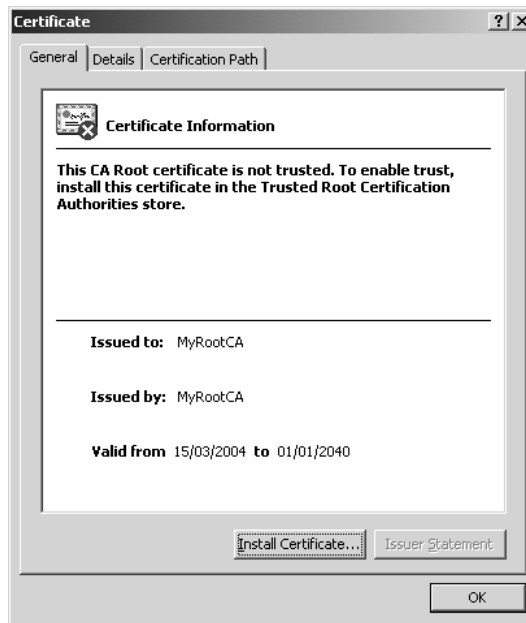 Certificate
General Details Certification Path
Certificate Information
This CA Root certificate is not trusted. To enable trust,
install this certificate in the Trusted Root Certification
Authorities store.
Issued to: MyRootCA
Issued by: MyRootCA
Valid from 15/03/2004 to 01/01/2040
Install Certificate... Issuer Statement
OK